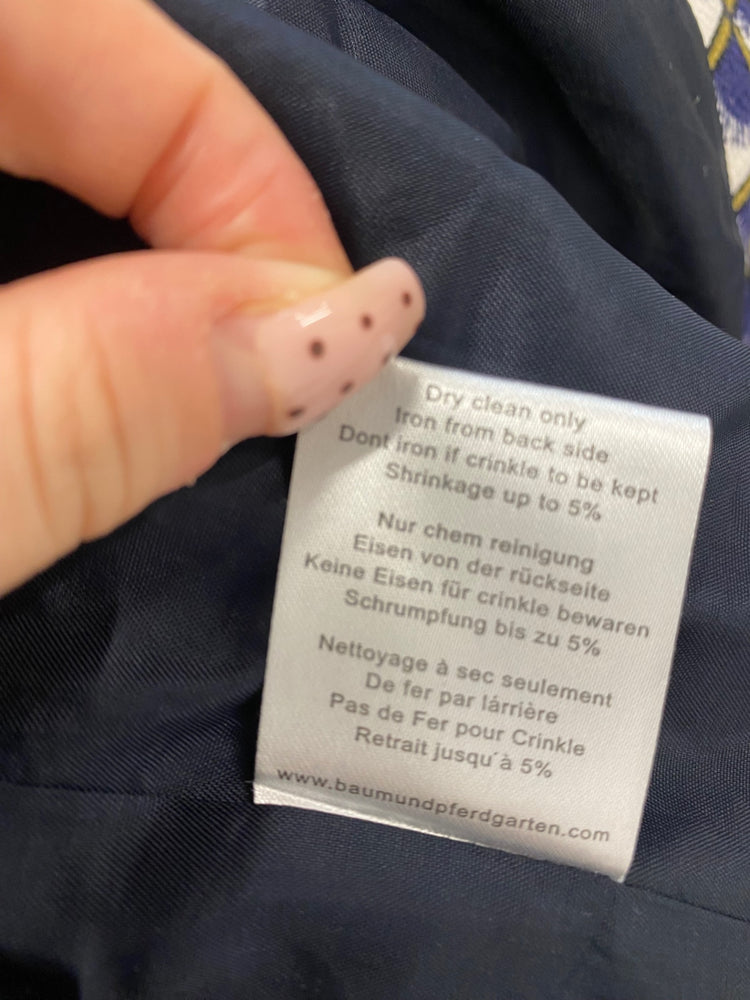 Dry clean only
Iron from back side
Dont iron if crinkle to be kept
Shrinkage up to 5%
Nur chem reinigung
Eisen von der rückseite
Keine Eisen für crinkle bewaren
Schrumpfung bis zu 5%
Nettoyage à sec seulement
De fer par lárrière
Pas de Fer pour Crinkle
Retrait jusqu´à 5%
www.baumundpferdgarten.com